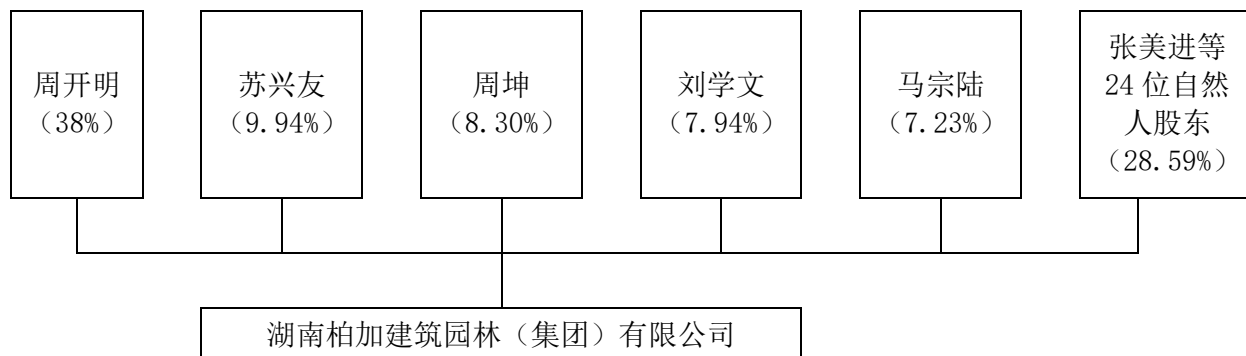 周开明
（38%）
苏兴友
（9.94%）
周坤
（8.30%）
刘学文
（7.94%）
马宗陆
（7.23%）
张美进等
24 位自然
人股东
（28.59%）
湖南柏加建筑园林（集团）有限公司